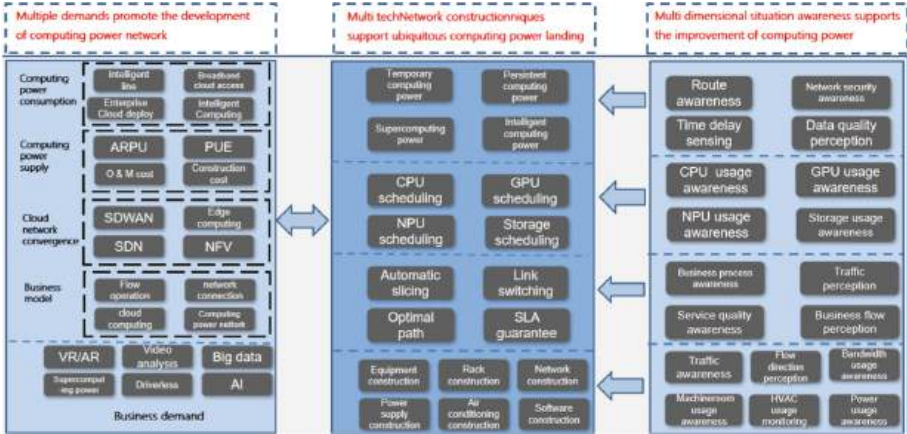 Multiple demands promote the development
of computing power network
Multi techNetwork constructionniques
support ubiquitous computing power landing
Multi dimensional situation awareness supports
the improvement of computing power
Computing
power
consumption
Intelligent
line
Broadband
cloud access
Enterprise
Cloud deploy
Intelligent
Computing
Computing
power
supply
ARPU
PUE
O & M cost
Construction
cost
Cloud
network
convergence
SDWAN
Edge
computing
SDN
NFV
Business
model
Flow
operation
network
connection
cloud
computing
Computing
power network
VR/AR
Video
analysis
Big data
Supercomput
ing power
Driverless
AI
Business demand
Temporary
computing
power
Persistent
computing
power
Supercomputing
power
Intelligent
computing
power
CPU
scheduling
GPU
scheduling
NPU
scheduling
Storage
scheduling
Automatic
slicing
Link
switching
Optimal
path
SLA
guarantee
Equipment
construction
Rack
construction
Network
construction
Power
supply
construction
Air
conditioning
construction
Software
construction
Route
awareness
Network security
awareness
Time delay
sensing
Data quality
perception
CPU usage
awareness
GPU usage
awareness
NPU usage
awareness
Storage usage
awareness
Business process
awareness
Traffic
perception
Service quality
awareness
Business flow
perception
Traffic
awareness
Flow
direction
perception
Bandwidth
usage
awareness
Machineroom
usage
awareness
HVAC
usage
monitoring
Power
usage
awareness